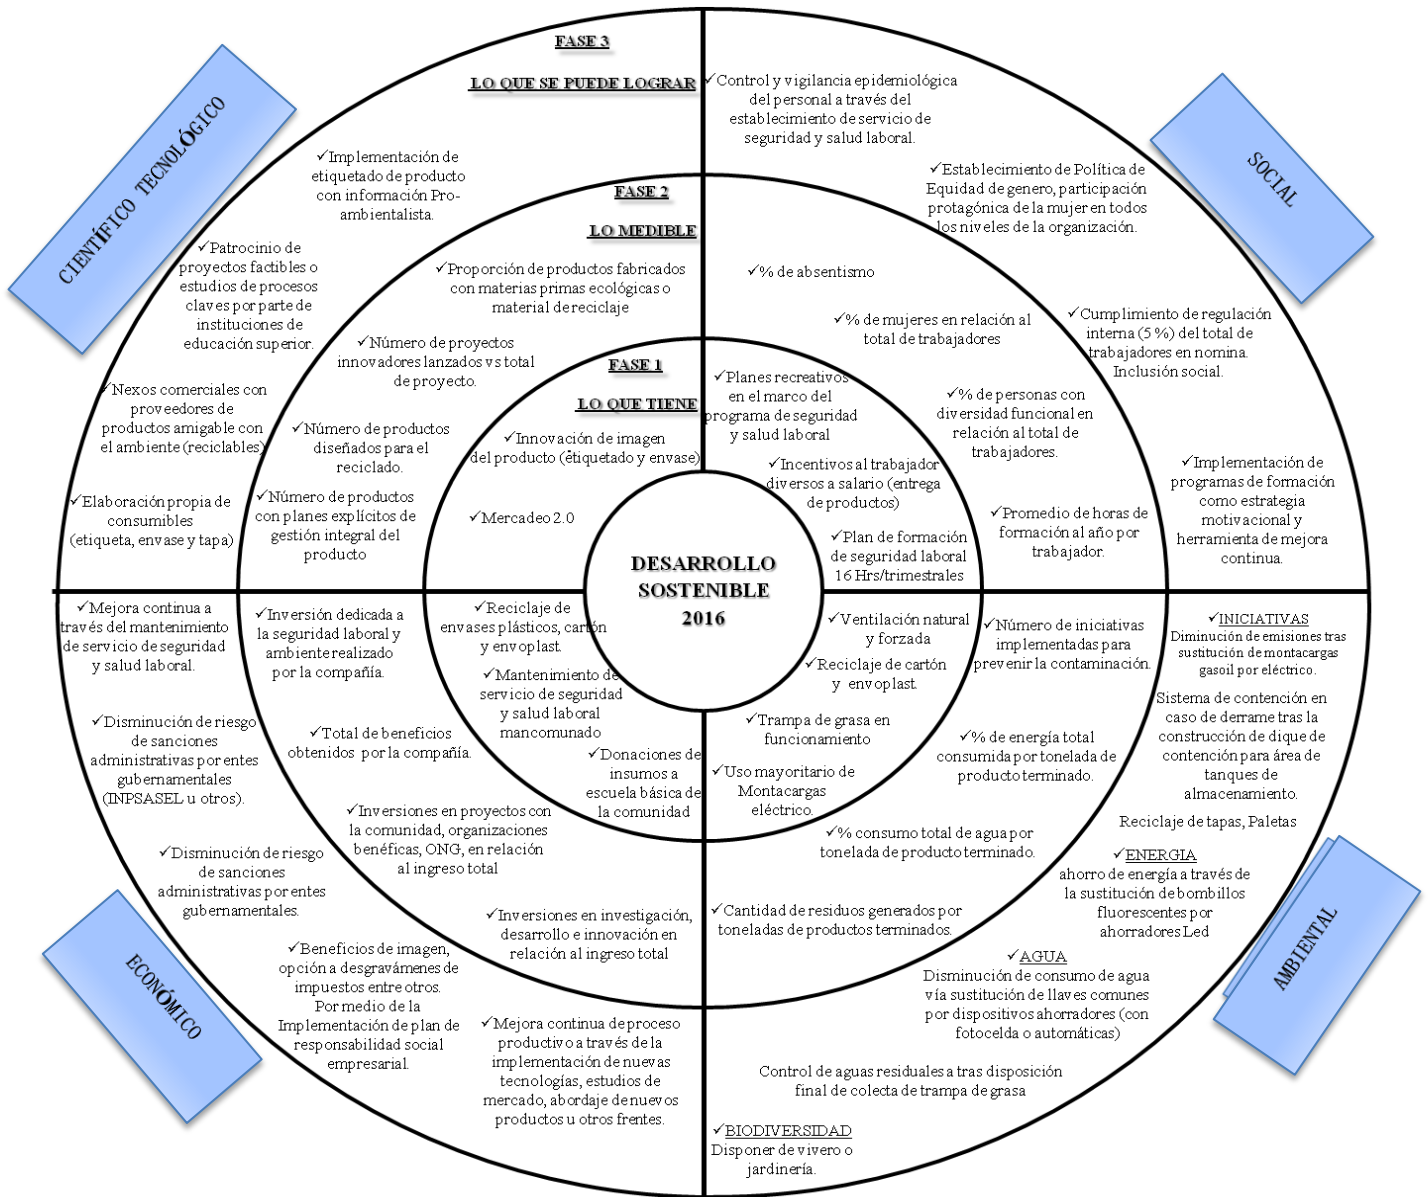 FASE 3
LO QUE SE PUEDE LOGRAR
CIENTÍFICO TECNOLÓGICO
✓Implementación de
etiquetado de producto
con información Pro-
ambientalista.
✓Patrocinio de
proyectos factibles o
estudios de procesos
claves por parte de
instituciones de
educación superior.
✓Nexos comerciales con
proveedores de
productos amigable con
el ambiente (reciclables)
✓Elaboración propia de
consumibles
(etiqueta, envase y tapa)
FASE 2
LO MEDIBLE
✓Proporción de productos fabricados
con materias primas ecológicas o
material de reciclaje
✓Número de proyectos
innovadores lanzados vs total
de proyecto.
✓Número de productos
diseñados para el
reciclado.
✓Número de productos
con planes explícitos de
gestión integral del
producto
FASE 1
LO QUE TIENE
✓Innovación de imagen
del producto (etiquetado y envase)
✓Mercadeo 2.0
SOCIAL
✓Control y vigilancia epidemiológica
del personal a través del
establecimiento de servicio de
seguridad y salud laboral.
✓Establecimiento de Política de
Equidad de genero, participación
protagónica de la mujer en todos
los niveles de la organización.
✓Cumplimiento de regulación
interna (5 %) del total de
trabajadores en nomina.
Inclusión social.
✓Implementación de
programas de formación
como estrategia
motivacional y
herramienta de mejora
continua.
✓% de absentismo
✓% de mujeres en relación al
total de trabajadores
✓% de personas con
diversidad funcional en
relación al total de
trabajadores.
✓Promedio de horas de
formación al año por
trabajador.
✓Planes recreativos
en el marco del
programa de seguridad
y salud laboral
✓Incentivos al trabajador
diversos a salario (entrega
de productos)
✓Plan de formación
de seguridad laboral
16 Hrs/trimestrales
DESARROLLO
SOSTENIBLE
2016
✓Mejora continua a
través del mantenimiento
de servicio de seguridad
y salud laboral.
✓Disminución de riesgo
de sanciones
administrativas por entes
gubernamentales
(INPSASEL u otros).
✓Disminución de riesgo
de sanciones
administrativas por entes
gubernamentales.
✓Beneficios de imagen,
opción a desgravámenes de
impuestos entre otros.
Por medio de la
Implementación de plan de
responsabilidad social
empresarial.
✓Mejora continua de proceso
productivo a través de la
implementación de nuevas
tecnologías, estudios de
mercado, abordaje de nuevos
productos u otros frentes.
ECONÓMICO
✓Inversión dedicada a
la seguridad laboral y
ambiente realizado
por la compañía.
✓Total de beneficios
obtenidos por la compañía.
✓Inversiones en proyectos con
la comunidad, organizaciones
benéficas, ONG, en relación
al ingreso total
✓Inversiones en investigación,
desarrollo e innovación en
relación al ingreso total
✓Reciclaje de
envases plásticos, cartón
y envoplast.
✓Mantenimiento de
servicio de seguridad
y salud laboral
mancomunado
✓Donaciones de
insumos a
escuela básica de
la comunidad
✓Ventilación natural
y forzada
✓Reciclaje de cartón
y envoplast.
✓Trampa de grasa en
funcionamiento
✓Uso mayoritario de
Montacargas
eléctrico.
✓Número de iniciativas
implementadas para
prevenir la contaminación.
✓% de energía total
consumida por tonelada de
producto terminado.
✓% consumo total de agua por
tonelada de producto terminado.
✓Cantidad de residuos generados por
toneladas de productos terminados.
✓INICIATIVAS
Diminución de emisiones tras
sustitución de montacargas
gasoil por eléctrico.
Sistema de contención en
caso de derrame tras la
construcción de dique de
contención para área de
tanques de
almacenamiento.
Reciclaje de tapas, Paletas
✓ENERGIA
ahorro de energía a través de
la sustitución de bombillos
fluorescentes por
ahorradores Led
✓AGUA
Disminución de consumo de agua
vía sustitución de llaves comunes
por dispositivos ahorradores (con
fotocelda o automáticas)
Control de aguas residuales a tras disposición
final de colecta de trampa de grasa
✓BIODIVERSIDAD
Disponer de vivero o
jardinería.
AMBIENTAL